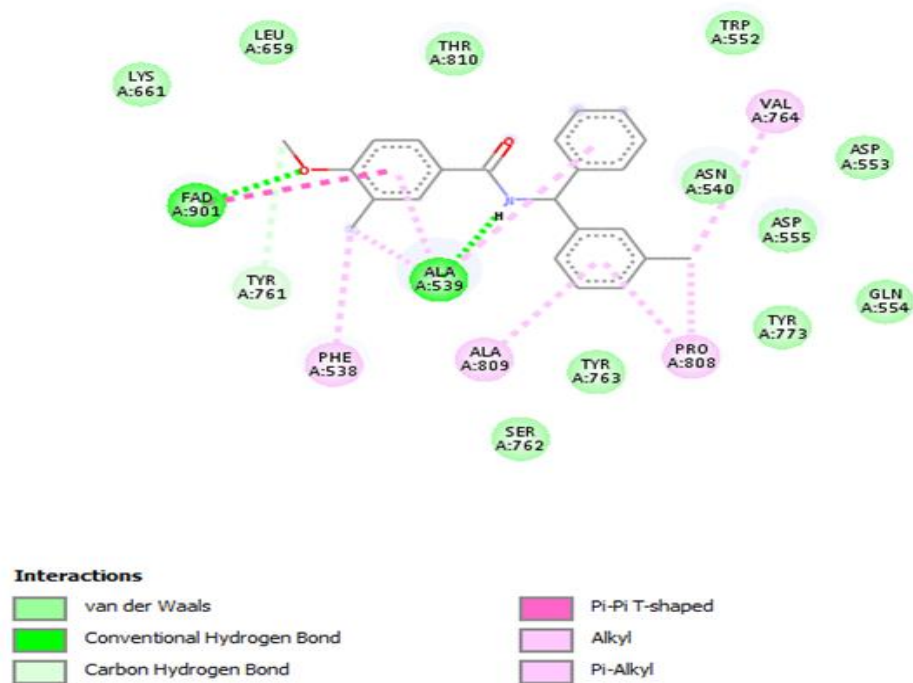 LEU
A:659
THR
A:810
TRP
A:552
LYS
A:661
VAL
A:764
ASP
A:553
ASN
A:540
FAD
A:901
ASP
A:555
TYR
A:761
ALA
A:539
GLN
A:554
TYR
A:773
PHE
A:538
ALA
A:809
TYR
A:763
PRO
A:808
SER
A:762
O
N
H
O
Interactions
van der Waals
Conventional Hydrogen Bond
Carbon Hydrogen Bond
Pi-Pi T-shaped
Alkyl
Pi-Alkyl